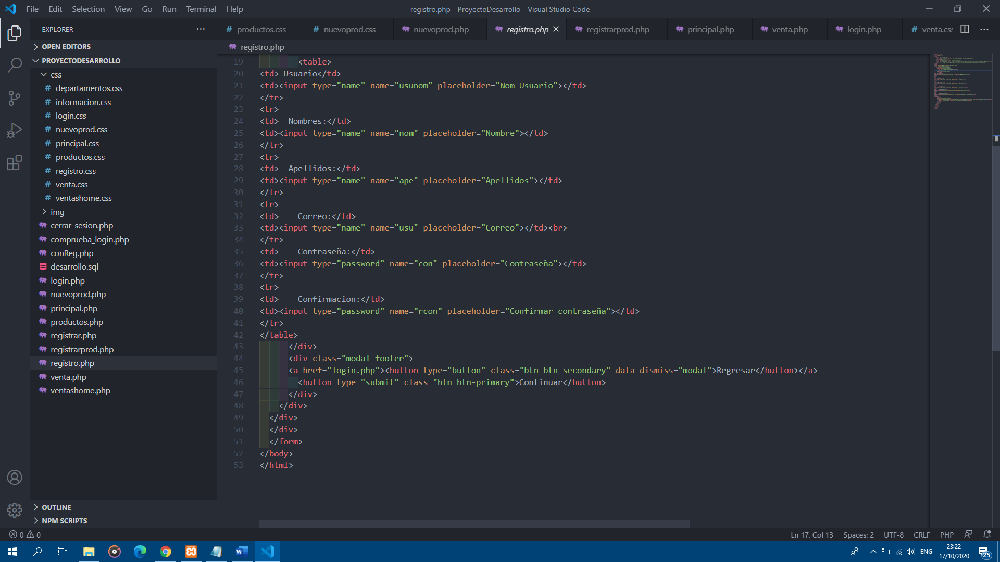 File Edit Selection View Go Run Terminal Help
registro.php - ProyectoDesarrollo - Visual Studio Code
EXPLORER
productos.css nuevoprod.css nuevoprod.php registro.php registrarprod.php principal.php venta.php login.php venta.css
OPEN EDITORS
PROYECTODESARROLLO
css
departamentos.css
informacion.css
login.css
nuevoprod.css
principal.css
productos.css
registro.css
venta.css
ventashome.css
img
cerrar_sesion.php
comprueba_login.php
conReg.php
desarrollo.sql
login.php
nuevoprod.php
principal.php
productos.php
registrar.php
registrarprod.php
registro.php
venta.php
ventashome.php
OUTLINE
NPM SCRIPTS
registro.php
19 <table>
20 <td> Usuario</td>
21 <td><input type="name" name="usunom" placeholder="Nom Usuario"></td>
22 </tr>
23 <tr>
24 <td>  Nombres:</td>
25 <td><input type="name" name="nom" placeholder="Nombre"></td>
26 </tr>
27 <tr>
28 <td>  Apellidos:</td>
29 <td><input type="name" name="ape" placeholder="Apellidos"></td>
30 </tr>
31 <tr>
32 <td>    Correo:</td>
33 <td><input type="name" name="usu" placeholder="Correo"></td><br>
34 </tr>
35 <td>    Contraseña:</td>
36 <td><input type="password" name="con" placeholder="Contraseña"></td>
37 </tr>
38 <tr>
39 <td>    Confirmacion:</td>
40 <td><input type="password" name="rcon" placeholder="Confirmar contraseña"></td>
41 </tr>
42 </table>
43 </div>
44 <div class="modal-footer">
45 <a href="login.php"><button type="button" class="btn btn-secondary" data-dismiss="modal">Regresar</button></a>
46 <button type="submit" class="btn btn-primary">Continuar</button>
47 </div>
48 </div>
49 </div>
50 </div>
51 </form>
52 </body>
53 </html>
0 0
Ln 17, Col 13 Spaces: 2 UTF-8 CRLF PHP
ENG
23:22
17/10/2020
25